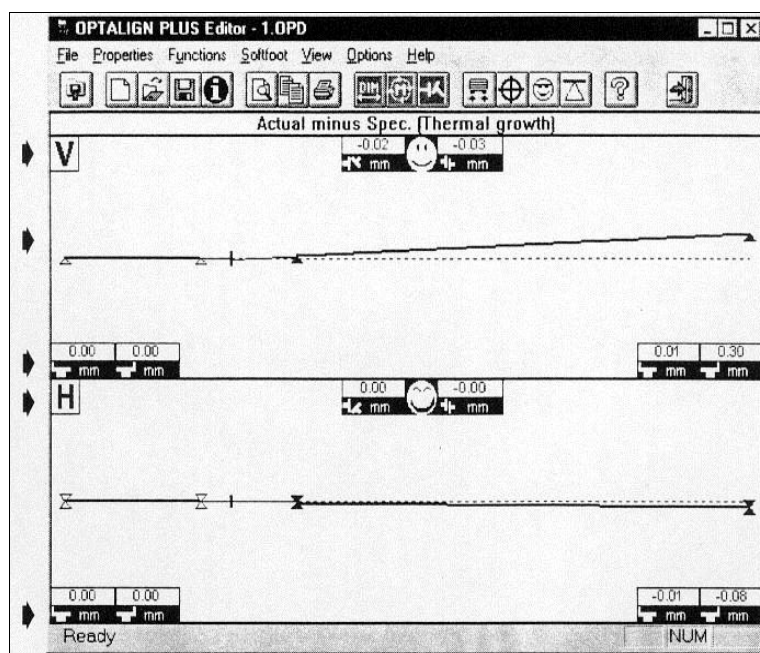 OPTALIGN PLUS Editor - 1.OPD
File Properties Functions Softfoot View Options Help
DIM
Actual minus Spec. (Thermal growth)
V
-0.02 -0.03
mm mm
0.00 0.00
mm mm
0.01 0.30
mm mm
H
0.00 -0.00
mm mm
0.00 0.00
mm mm
-0.01 -0.08
mm mm
Ready NUM